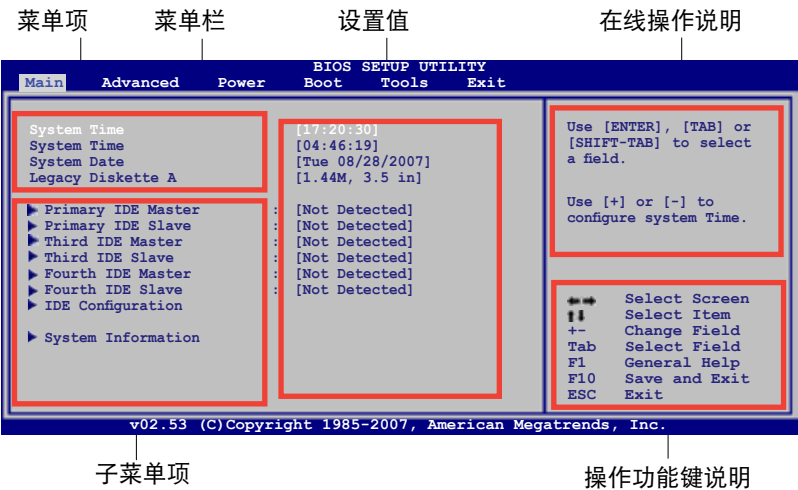 菜单项 菜单栏 设置值 在线操作说明
BIOS SETUP UTILITY
Main Advanced Power Boot Tools Exit
System Time [17:20:30]
System Time [04:46:19]
System Date [Tue 08/28/2007]
Legacy Diskette A [1.44M, 3.5 in]
Primary IDE Master : [Not Detected]
Primary IDE Slave : [Not Detected]
Third IDE Master : [Not Detected]
Third IDE Slave : [Not Detected]
Fourth IDE Master : [Not Detected]
Fourth IDE Slave : [Not Detected]
IDE Configuration
System Information
Use [ENTER], [TAB] or
[SHIFT-TAB] to select
a field.
Use [+] or [-] to
configure system Time.
Select Screen
Select Item
+- Change Field
Tab Select Field
F1 General Help
F10 Save and Exit
ESC Exit
v02.53 (C)Copyright 1985-2007, American Megatrends, Inc.
子菜单项 操作功能键说明